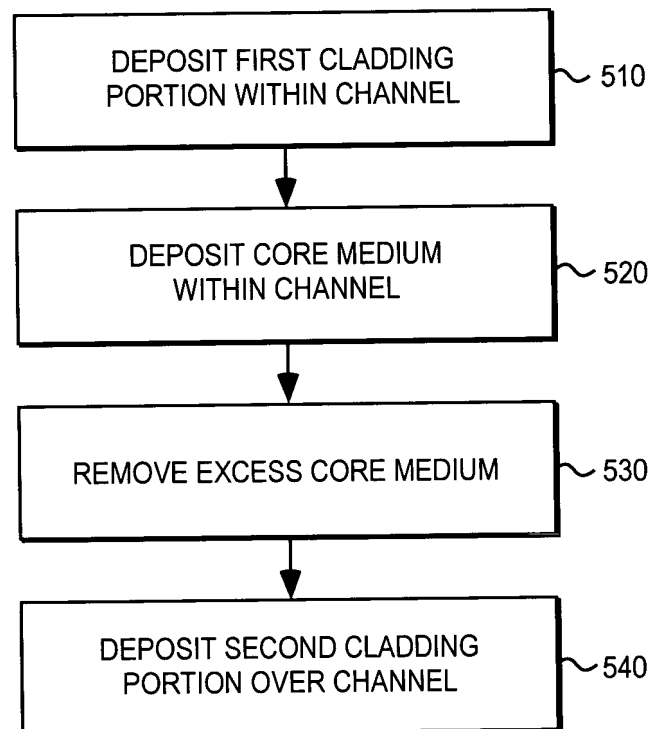 DEPOSIT FIRST CLADDING
PORTION WITHIN CHANNEL
510
DEPOSIT CORE MEDIUM
WITHIN CHANNEL
520
REMOVE EXCESS CORE MEDIUM
530
DEPOSIT SECOND CLADDING
PORTION OVER CHANNEL
540